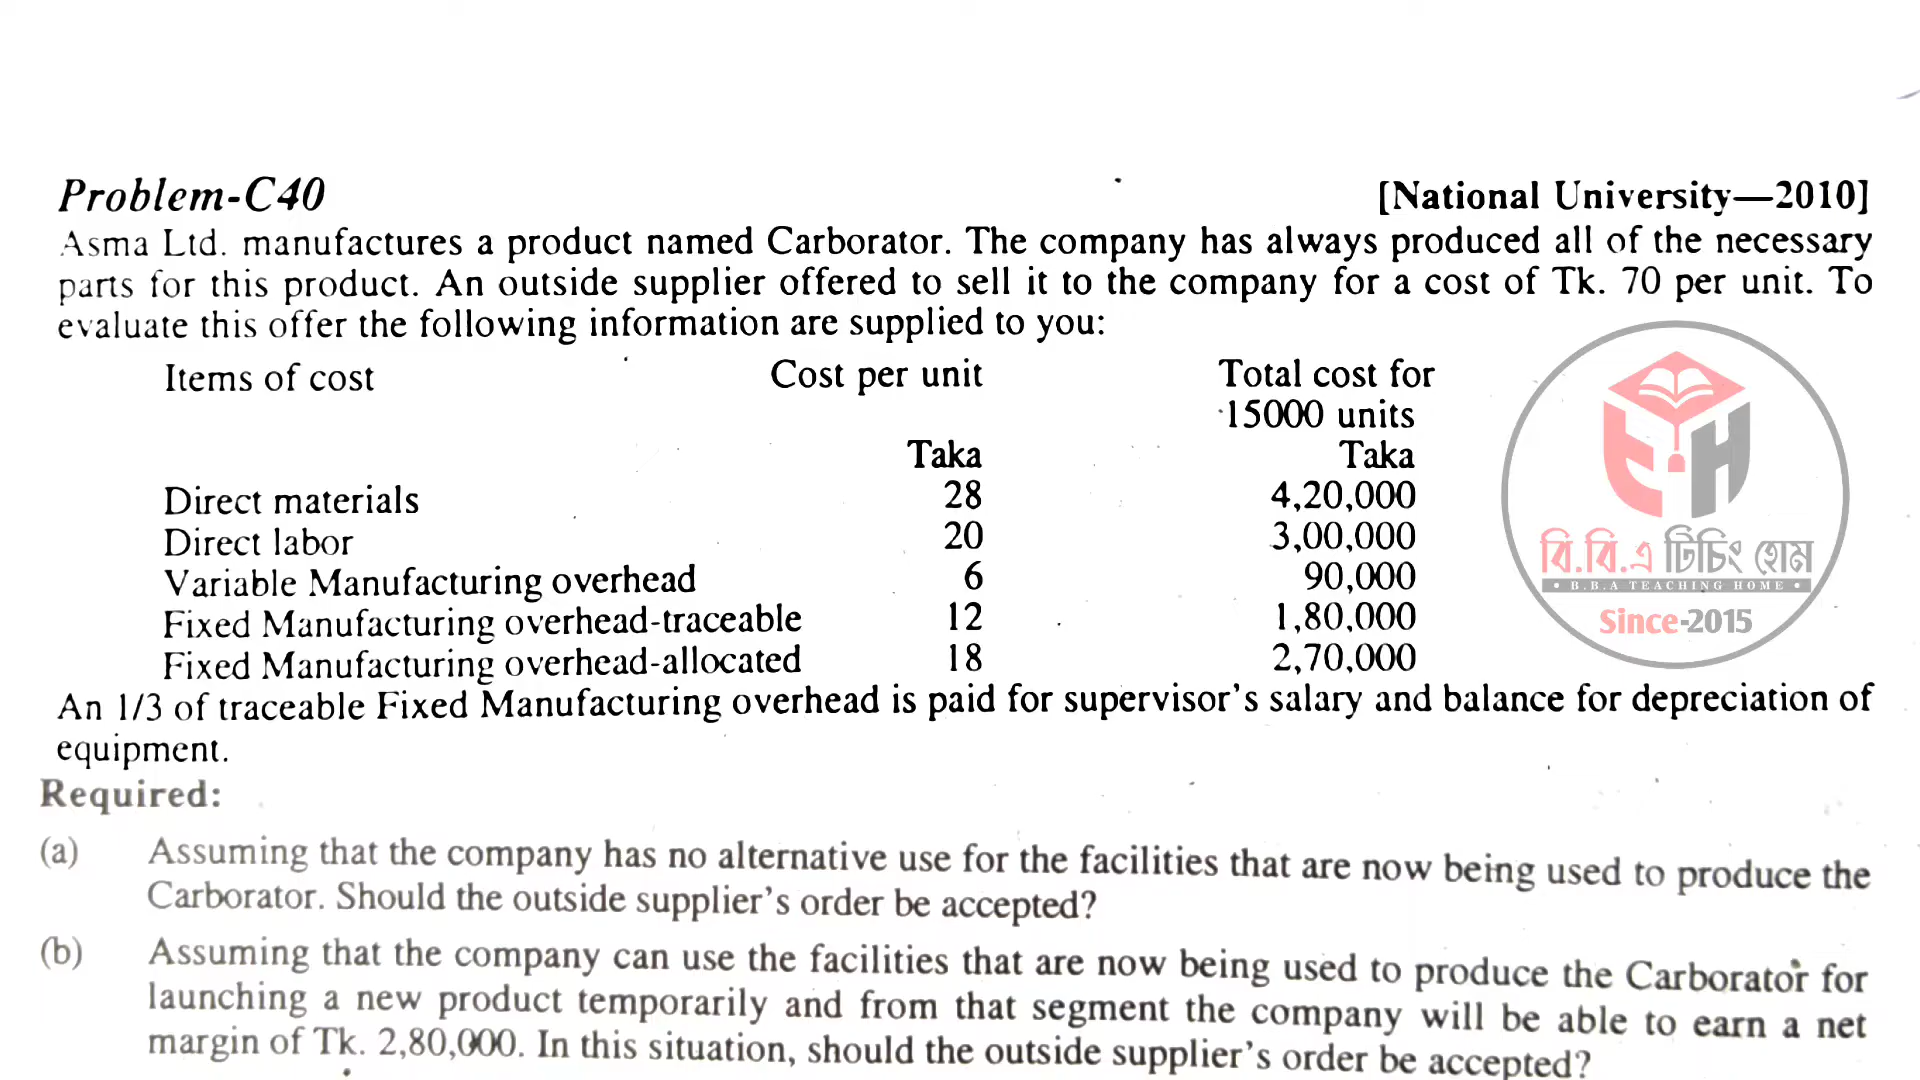 Problem-C40 [National University—2010]
Asma Ltd. manufactures a product named Carborator. The company has always produced all of the necessary
parts for this product. An outside supplier offered to sell it to the company for a cost of Tk. 70 per unit. To
evaluate this offer the following information are supplied to you:
Items of cost Cost per unit Total cost for
15000 units
Taka Taka
Direct materials 28 4,20,000
Direct labor 20 3,00,000
Variable Manufacturing overhead 6 90,000
Fixed Manufacturing overhead-traceable 12 1,80,000
Fixed Manufacturing overhead-allocated 18 2,70,000
An 1/3 of traceable Fixed Manufacturing overhead is paid for supervisor's salary and balance for depreciation of
equipment.
Required:
(a) Assuming that the company has no alternative use for the facilities that are now being used to produce the
Carborator. Should the outside supplier's order be accepted?
(b) Assuming that the company can use the facilities that are now being used to produce the Carborator for
launching a new product temporarily and from that segment the company will be able to earn a net
margin of Tk. 2,80,000. In this situation, should the outside supplier's order be accepted?
EH
বি.বি.এ টিচিং হোম
• B.B.A TEACHING HOME •
Since-2015